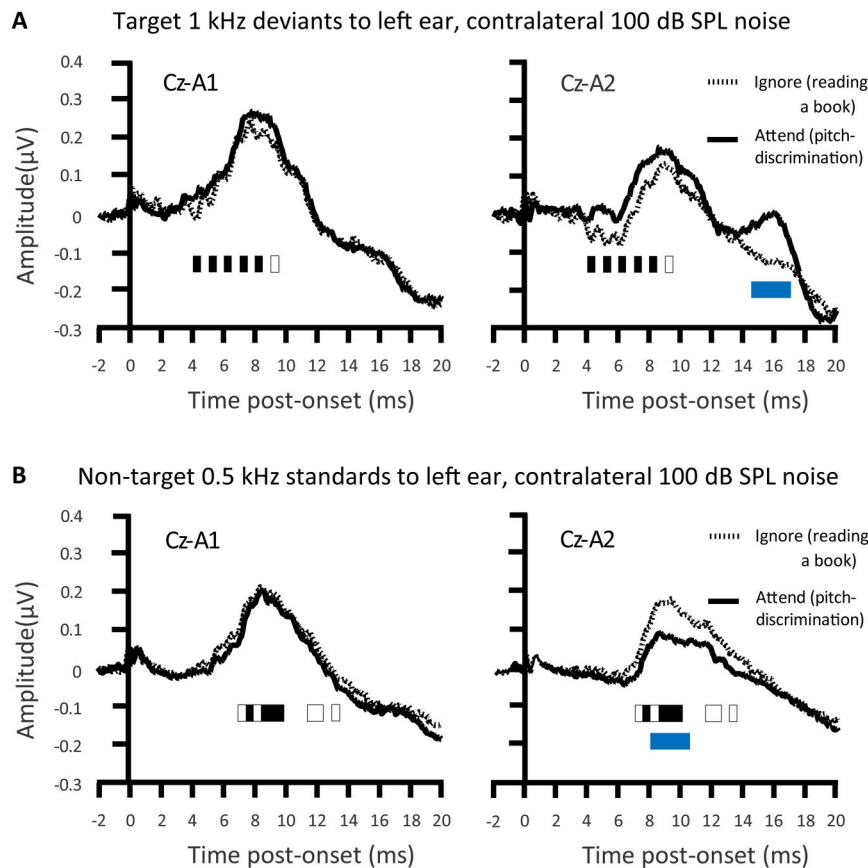 A Target 1 kHz deviants to left ear, contralateral 100 dB SPL noise
Cz-A1
Amplitude(µV)
0.4
0.3
0.2
0.1
0
-0.1
-0.2
-0.3
-2 0 2 4 6 8 10 12 14 16 18 20
Time post-onset (ms)
Cz-A2
Ignore (reading
a book)
Attend (pitch-
discrimination)
-2 0 2 4 6 8 10 12 14 16 18 20
Time post-onset (ms)
B Non-target 0.5 kHz standards to left ear, contralateral 100 dB SPL noise
Cz-A1
Amplitude(µV)
0.4
0.3
0.2
0.1
0
-0.1
-0.2
-0.3
-2 0 2 4 6 8 10 12 14 16 18 20
Time post-onset (ms)
Cz-A2
Ignore (reading
a book)
Attend (pitch-
discrimination)
-2 0 2 4 6 8 10 12 14 16 18 20
Time post-onset (ms)